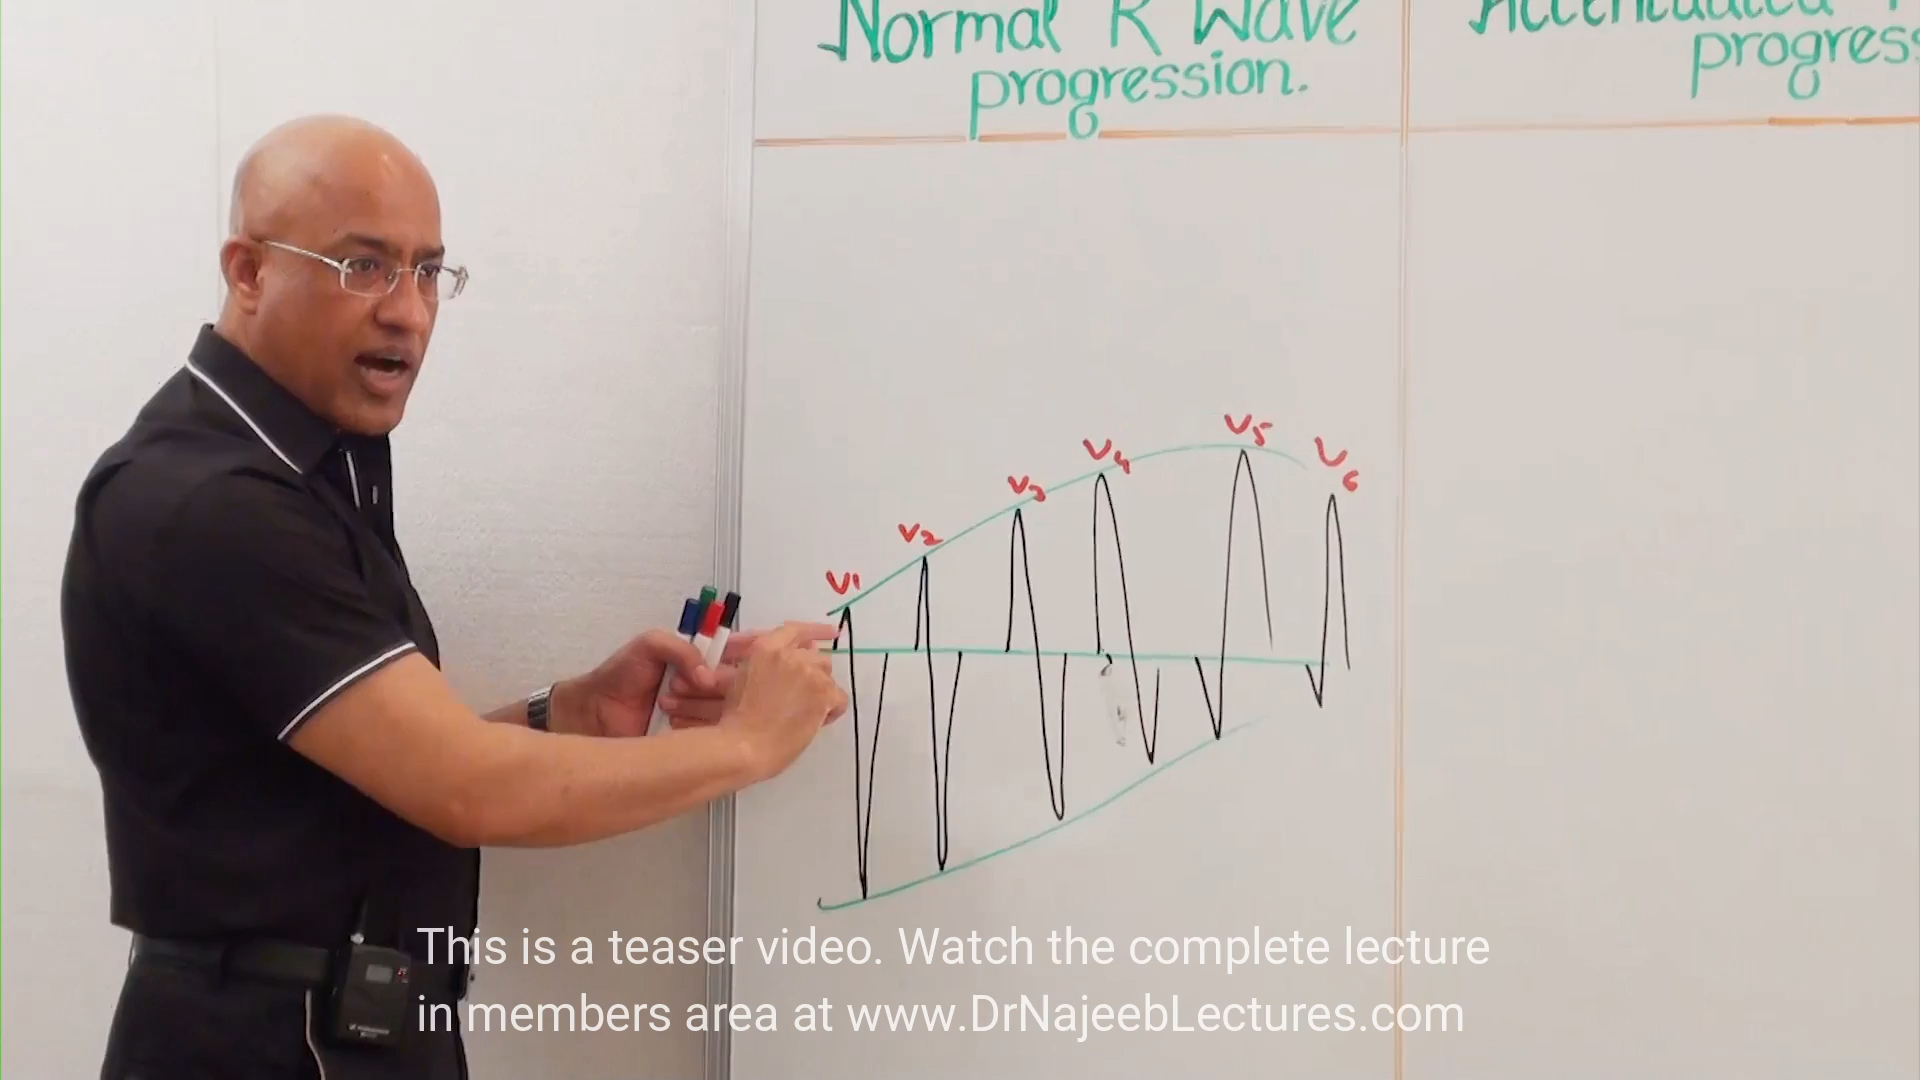 Normal R Wave
progression.
Accentuated
progress
V5
V4
V6
V3
V2
V1
This is a teaser video. Watch the complete lecture
in members area at www.DrNajeebLectures.com